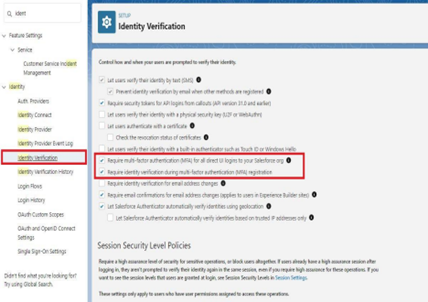 ident
Feature Settings
Service
Customer Service Incident
Management
Identity
Auth. Providers
Identity Connect
Identity Provider
Identity Provider Event Log
Identity Verification
Identity Verification History
Login Flows
Login History
OAuth Custom Scopes
OAuth and OpenID Connect
Settings
Single Sign-On Settings
Didn't find what you're looking for?
Try using Global Search.
SETUP
Identity Verification
Control how and when your users are prompted to verify their identity.
Let users verify their identity by text (SMS)
Prevent identity verification by email when other methods are registered
Require security tokens for API logins from callouts (API version 31.0 and earlier)
Let users verify their identity with a physical security key (U2F or WebAuthn)
Let users authenticate with a certificate
Check the revocation status of certificates
Let users verify their identity with a built-in authenticator such as Touch ID or Windows Hello
Require multi-factor authentication (MFA) for all direct UI logins to your Salesforce org
Require identity verification during multi-factor authentication (MFA) registration
Require identity verification for email address changes
Require email confirmations for email address changes (applies to users in Experience Builder sites)
Let Salesforce Authenticator automatically verify identities using geolocation
Let Salesforce Authenticator automatically verify identities based on trusted IP addresses only
Session Security Level Policies
Require a high-assurance level of security for sensitive operations, or block users altogether. If users already have a high-assurance session after
logging in, they aren't prompted to verify their identity again in the same session, even if you require high assurance for these operations. If you
want to see the session levels that users are granted at login, see Session Security Levels in Session Settings.
These settings only apply to users who have user permissions assigned to access these operations.